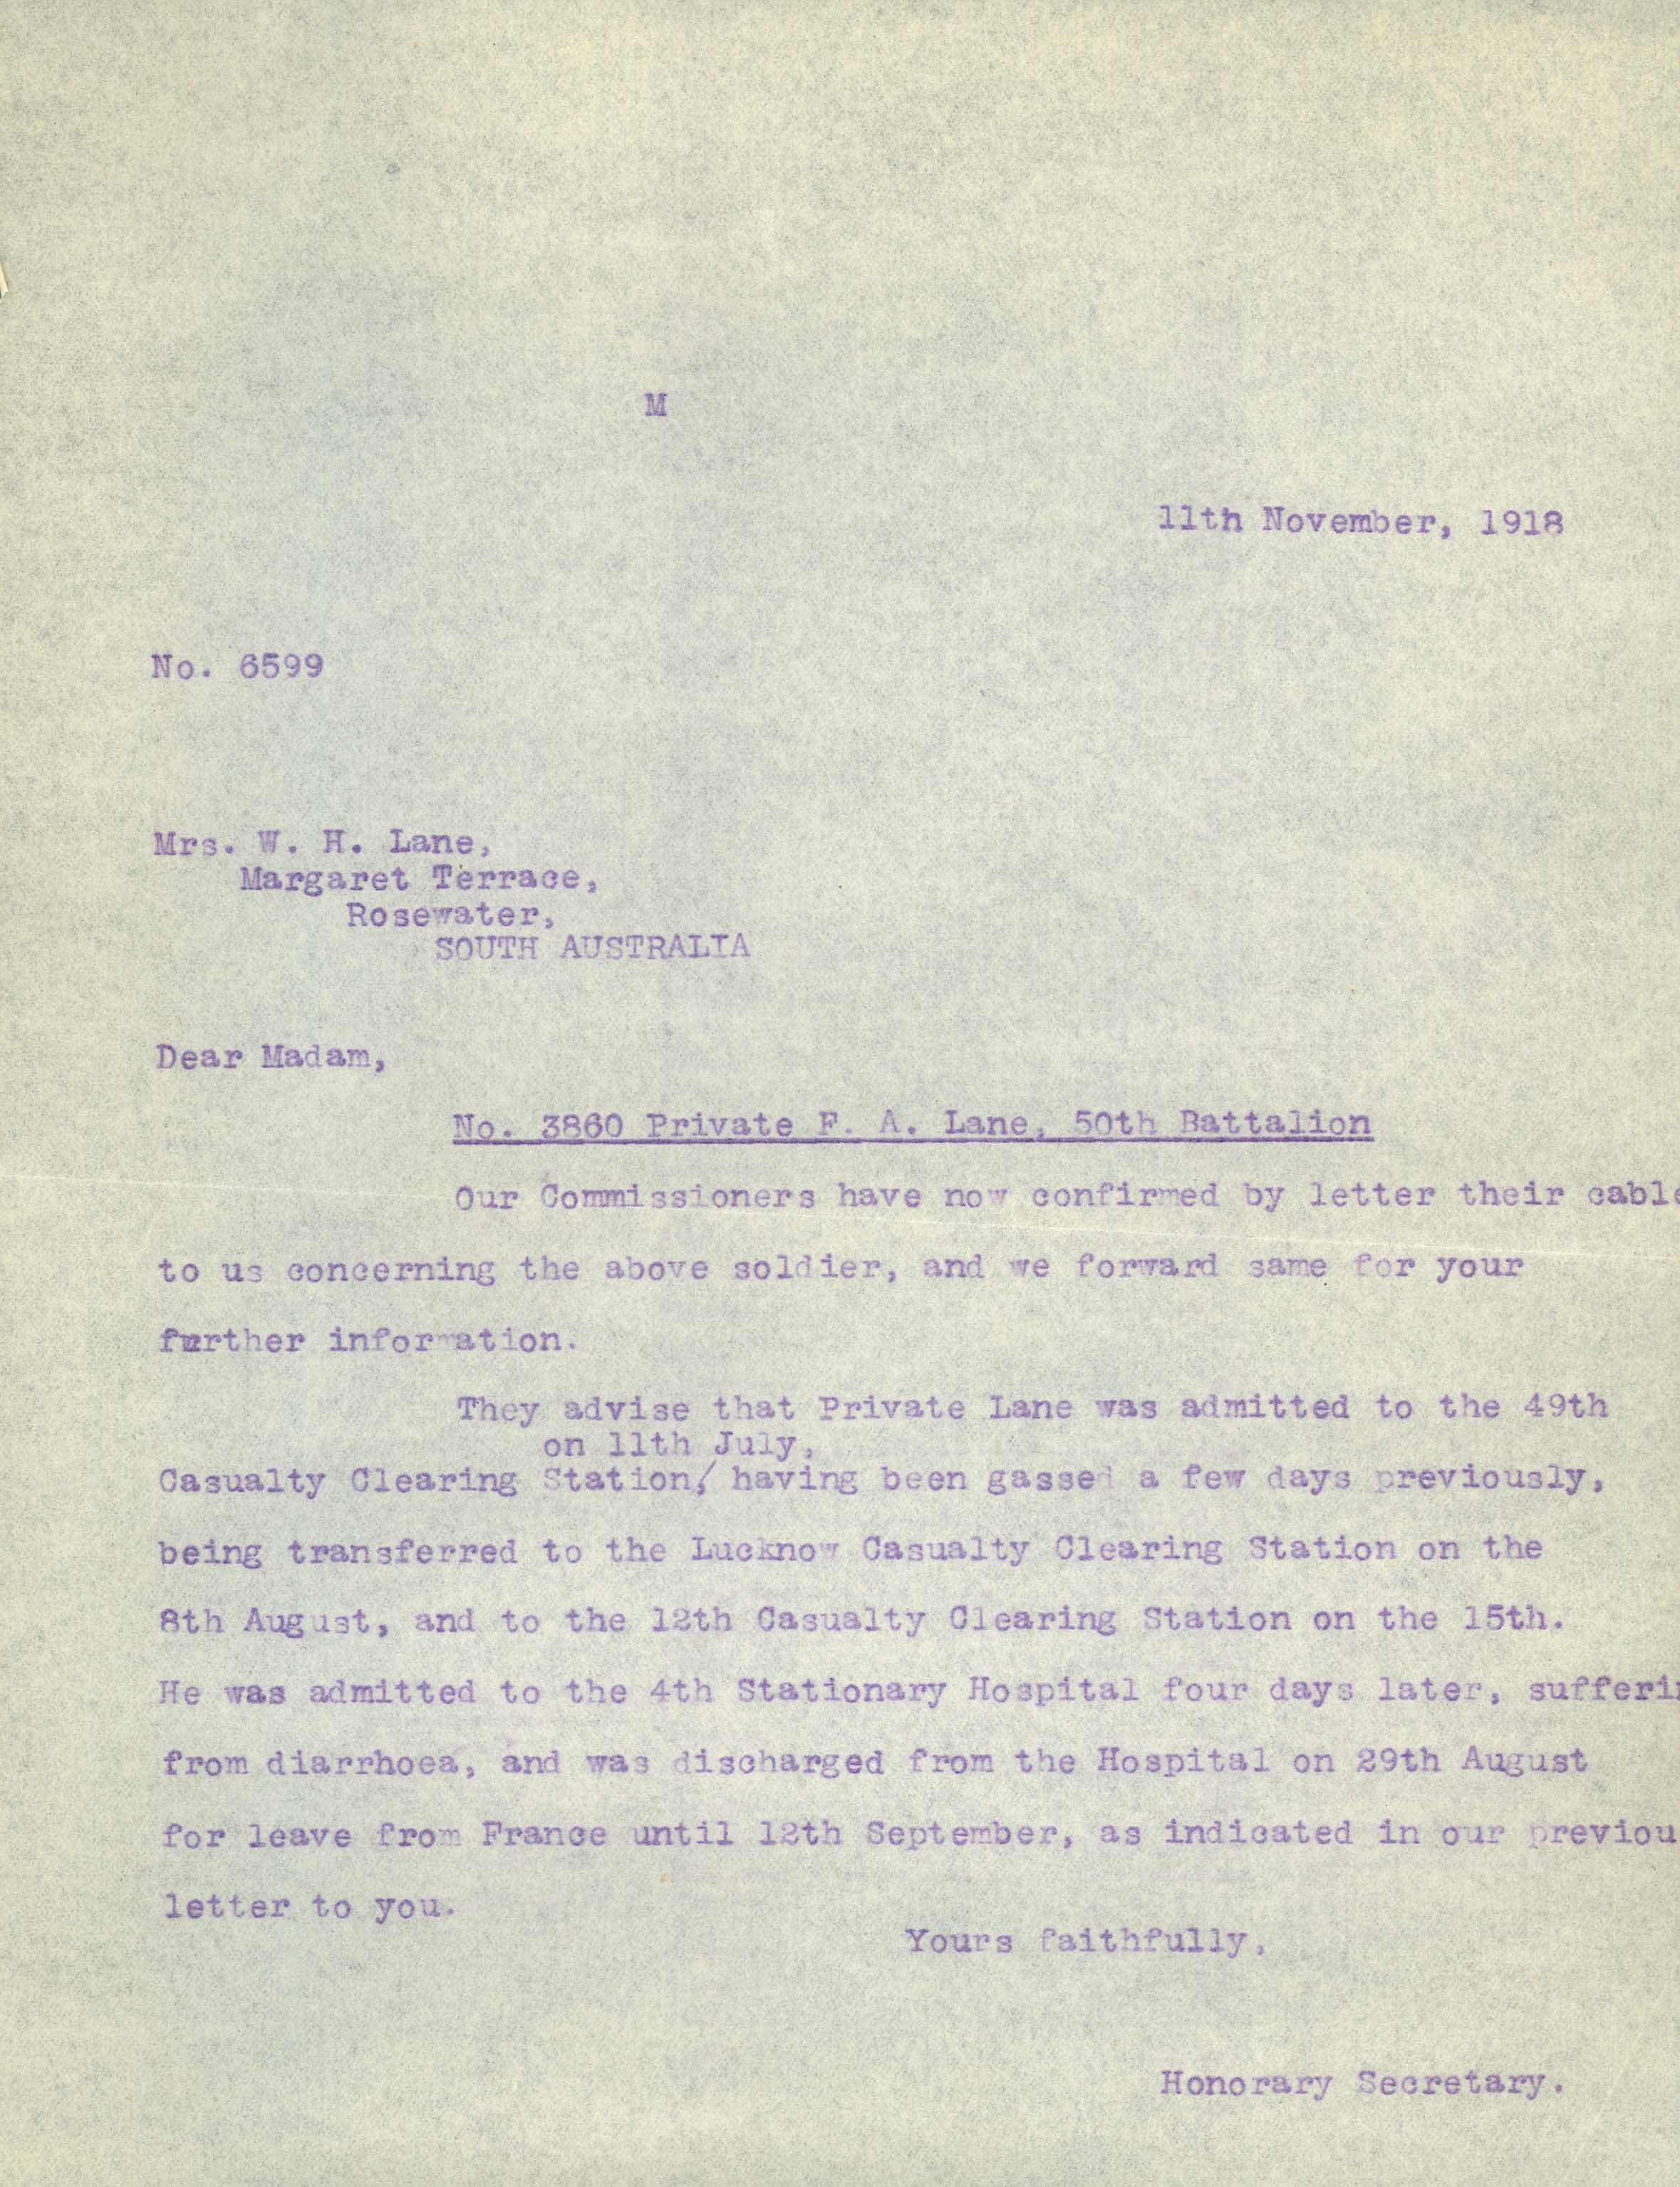 M
11th November, 1918
No. 6599
Mrs. W. H. Lane,
Margaret Terrace,
Rosewater,
SOUTH AUSTRALIA
Dear Madam,
No. 3860 Private F. A. Lane, 50th Battalion
Our Commissioners have now confirmed by letter their cable
to us concerning the above soldier, and we forward same for your
further information.
They advise that Private Lane was admitted to the 49th
on 11th July,
Casualty Clearing Station/ having been gassed a few days previously,
being transferred to the Lucknow Casualty Clearing Station on the
8th August, and to the 12th Casualty Clearing Station on the 15th.
He was admitted to the 4th Stationary Hospital four days later, sufferin
from diarrhoea, and was discharged from the Hospital on 29th August
for leave from France until 12th September, as indicated in our previou
letter to you.
Yours faithfully,
Honorary Secretary.